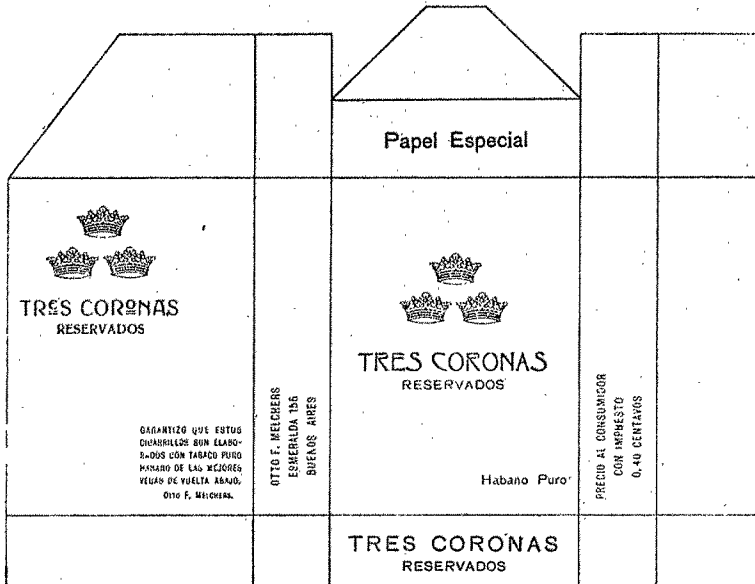 Papel Especial
TRES CORONAS
RESERVADOS
GARANTIZO QUE ESTOS
CIGARRILLOS SON ELABO-
RADOS CON TABACO PURO
HABANO DE LAS MEJORES
VEGAS DE VUELTA ABAJO.
OTTO F. MELCHERS.
OTTO F. MELCHERS
ESMERALDA 156
BUENOS AIRES
TRES CORONAS
RESERVADOS
Habano Puro
PRECIO AL CONSUMIDOR
CON IMPUESTO
0,40 CENTAVOS
TRES CORONAS
RESERVADOS